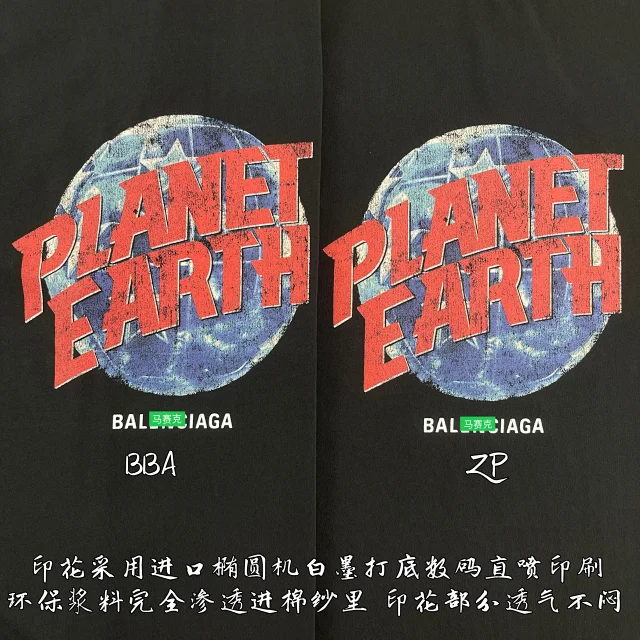 PLANET
EARTH
PLANET
EARTH
BAL马赛克CIAGA
BAL马赛克CIAGA
BBA
ZP
印花采用进口椭圆机白墨打底数码直喷印刷
环保浆料完全渗透进棉纱里 印花部分透气不闷